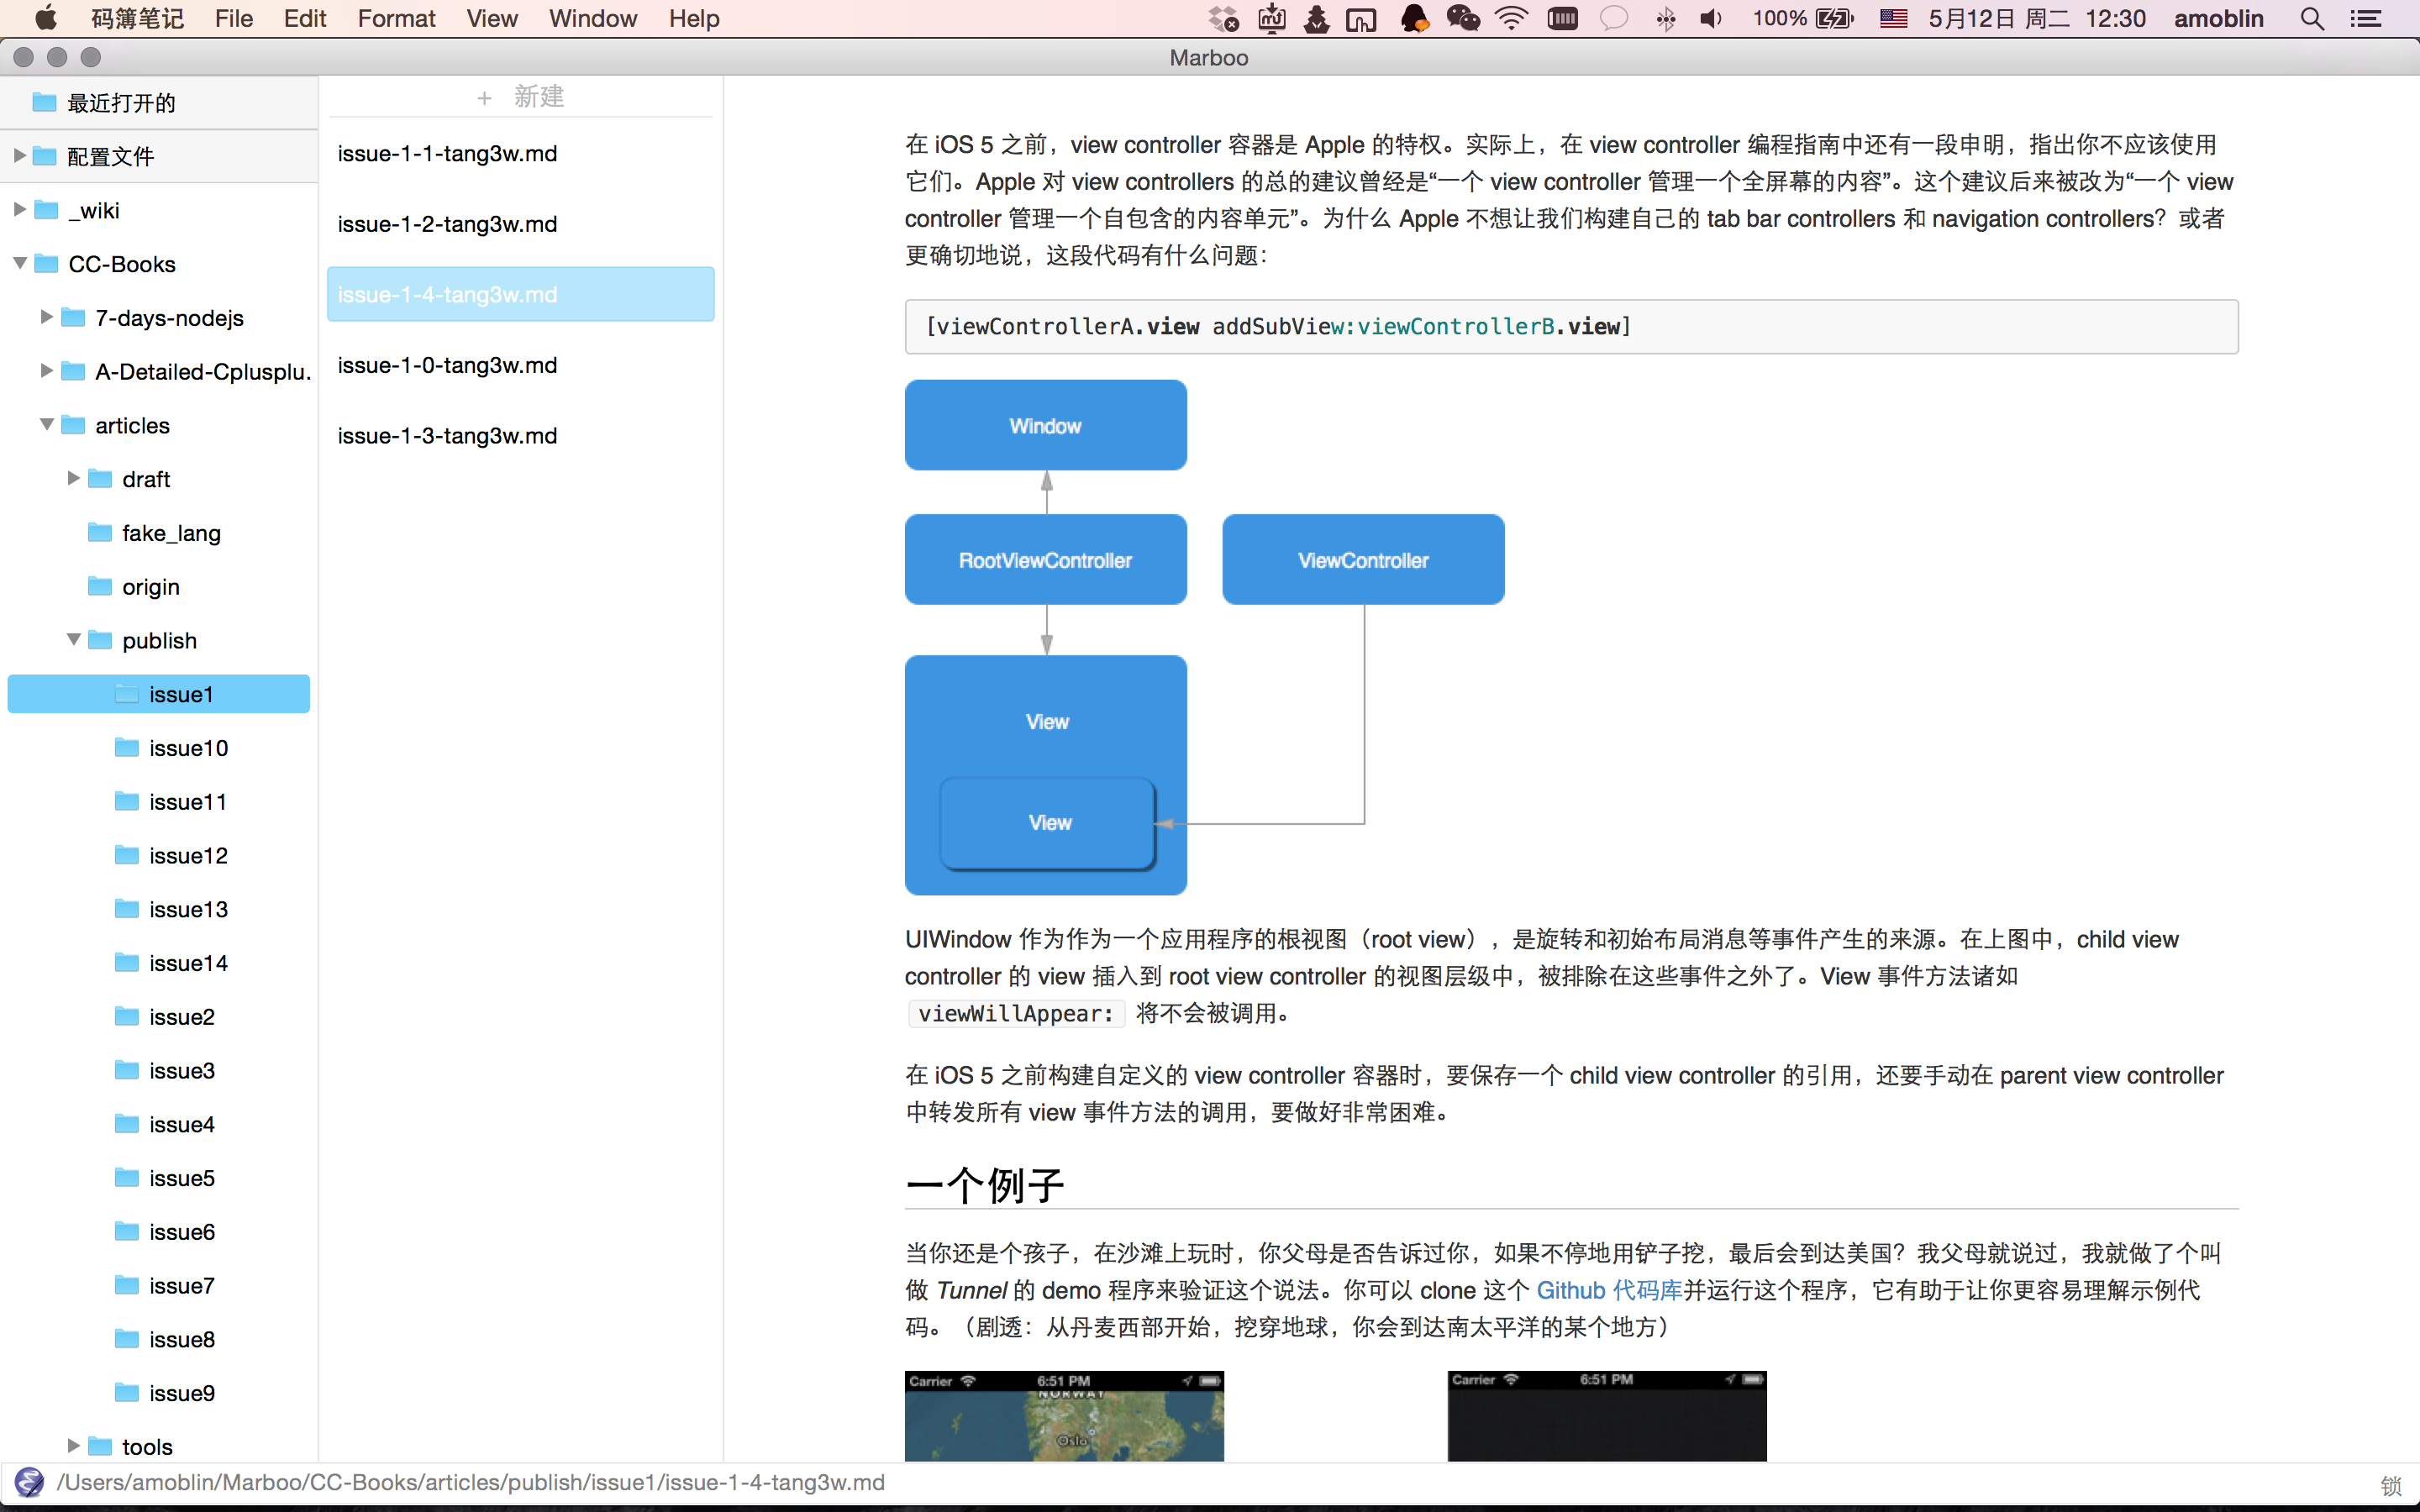 码簿笔记 File Edit Format View Window Help 100% 5月12日 周二 12:30 amoblin
Marboo
最近打开的
配置文件
_wiki
CC-Books
7-days-nodejs
A-Detailed-Cplusplu.
articles
draft
fake_lang
origin
publish
issue1
issue10
issue11
issue12
issue13
issue14
issue2
issue3
issue4
issue5
issue6
issue7
issue8
issue9
tools
+ 新建
issue-1-1-tang3w.md
issue-1-2-tang3w.md
issue-1-4-tang3w.md
issue-1-0-tang3w.md
issue-1-3-tang3w.md
在 iOS 5 之前，view controller 容器是 Apple 的特权。实际上，在 view controller 编程指南中还有一段申明，指出你不应该使用
它们。Apple 对 view controllers 的总的建议曾经是“一个 view controller 管理一个全屏幕的内容”。这个建议后来被改为“一个 view
controller 管理一个自包含的内容单元”。为什么 Apple 不想让我们构建自己的 tab bar controllers 和 navigation controllers？或者
更确切地说，这段代码有什么问题：
[viewControllerA.view addSubView:viewControllerB.view]
Window
RootViewController ViewController
View
View
UIWindow 作为作为一个应用程序的根视图（root view），是旋转和初始布局消息等事件产生的来源。在上图中，child view
controller 的 view 插入到 root view controller 的视图层级中，被排除在这些事件之外了。View 事件方法诸如
viewWillAppear: 将不会被调用。
在 iOS 5 之前构建自定义的 view controller 容器时，要保存一个 child view controller 的引用，还要手动在 parent view controller
中转发所有 view 事件方法的调用，要做好非常困难。
一个例子
当你还是个孩子，在沙滩上玩时，你父母是否告诉过你，如果不停地用铲子挖，最后会到达美国？我父母就说过，我就做了个叫
做 Tunnel 的 demo 程序来验证这个说法。你可以 clone 这个 Github 代码库并运行这个程序，它有助于让你更容易理解示例代
码。（剧透：从丹麦西部开始，挖穿地球，你会到达南太平洋的某个地方）
Carrier 6:51 PM
NORWAY
Oslo
Carrier 6:51 PM
/Users/amoblin/Marboo/CC-Books/articles/publish/issue1/issue-1-4-tang3w.md
锁